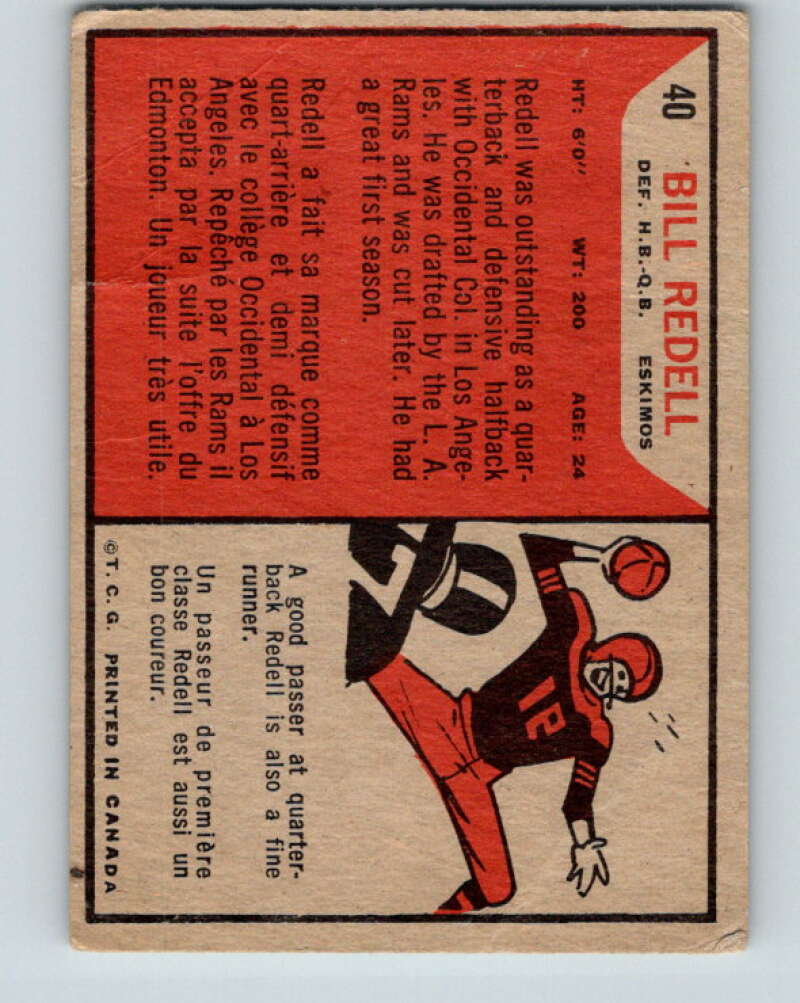 40 BILL REDELL
DEF. H.B.-Q.B. ESKIMOS
HT: 6'0" WT: 200 AGE: 24
Redell was outstanding as a quar-
terback and defensive halfback
with Occidental Col. in Los Ange-
les. He was drafted by the L. A.
Rams and was cut later. He had
a great first season.
Redell a fait sa marque comme
quart-arrière et demi défensif
avec le collège Occidental à Los
Angeles. Repêché par les Rams il
accepta par la suite l'offre du
Edmonton. Un joueur très utile.
12
A good passer at quarter-
back Redell is also a fine
runner.
Un passeur de première
classe Redell est aussi un
bon coureur.
©T. C. G. PRINTED IN CANADA